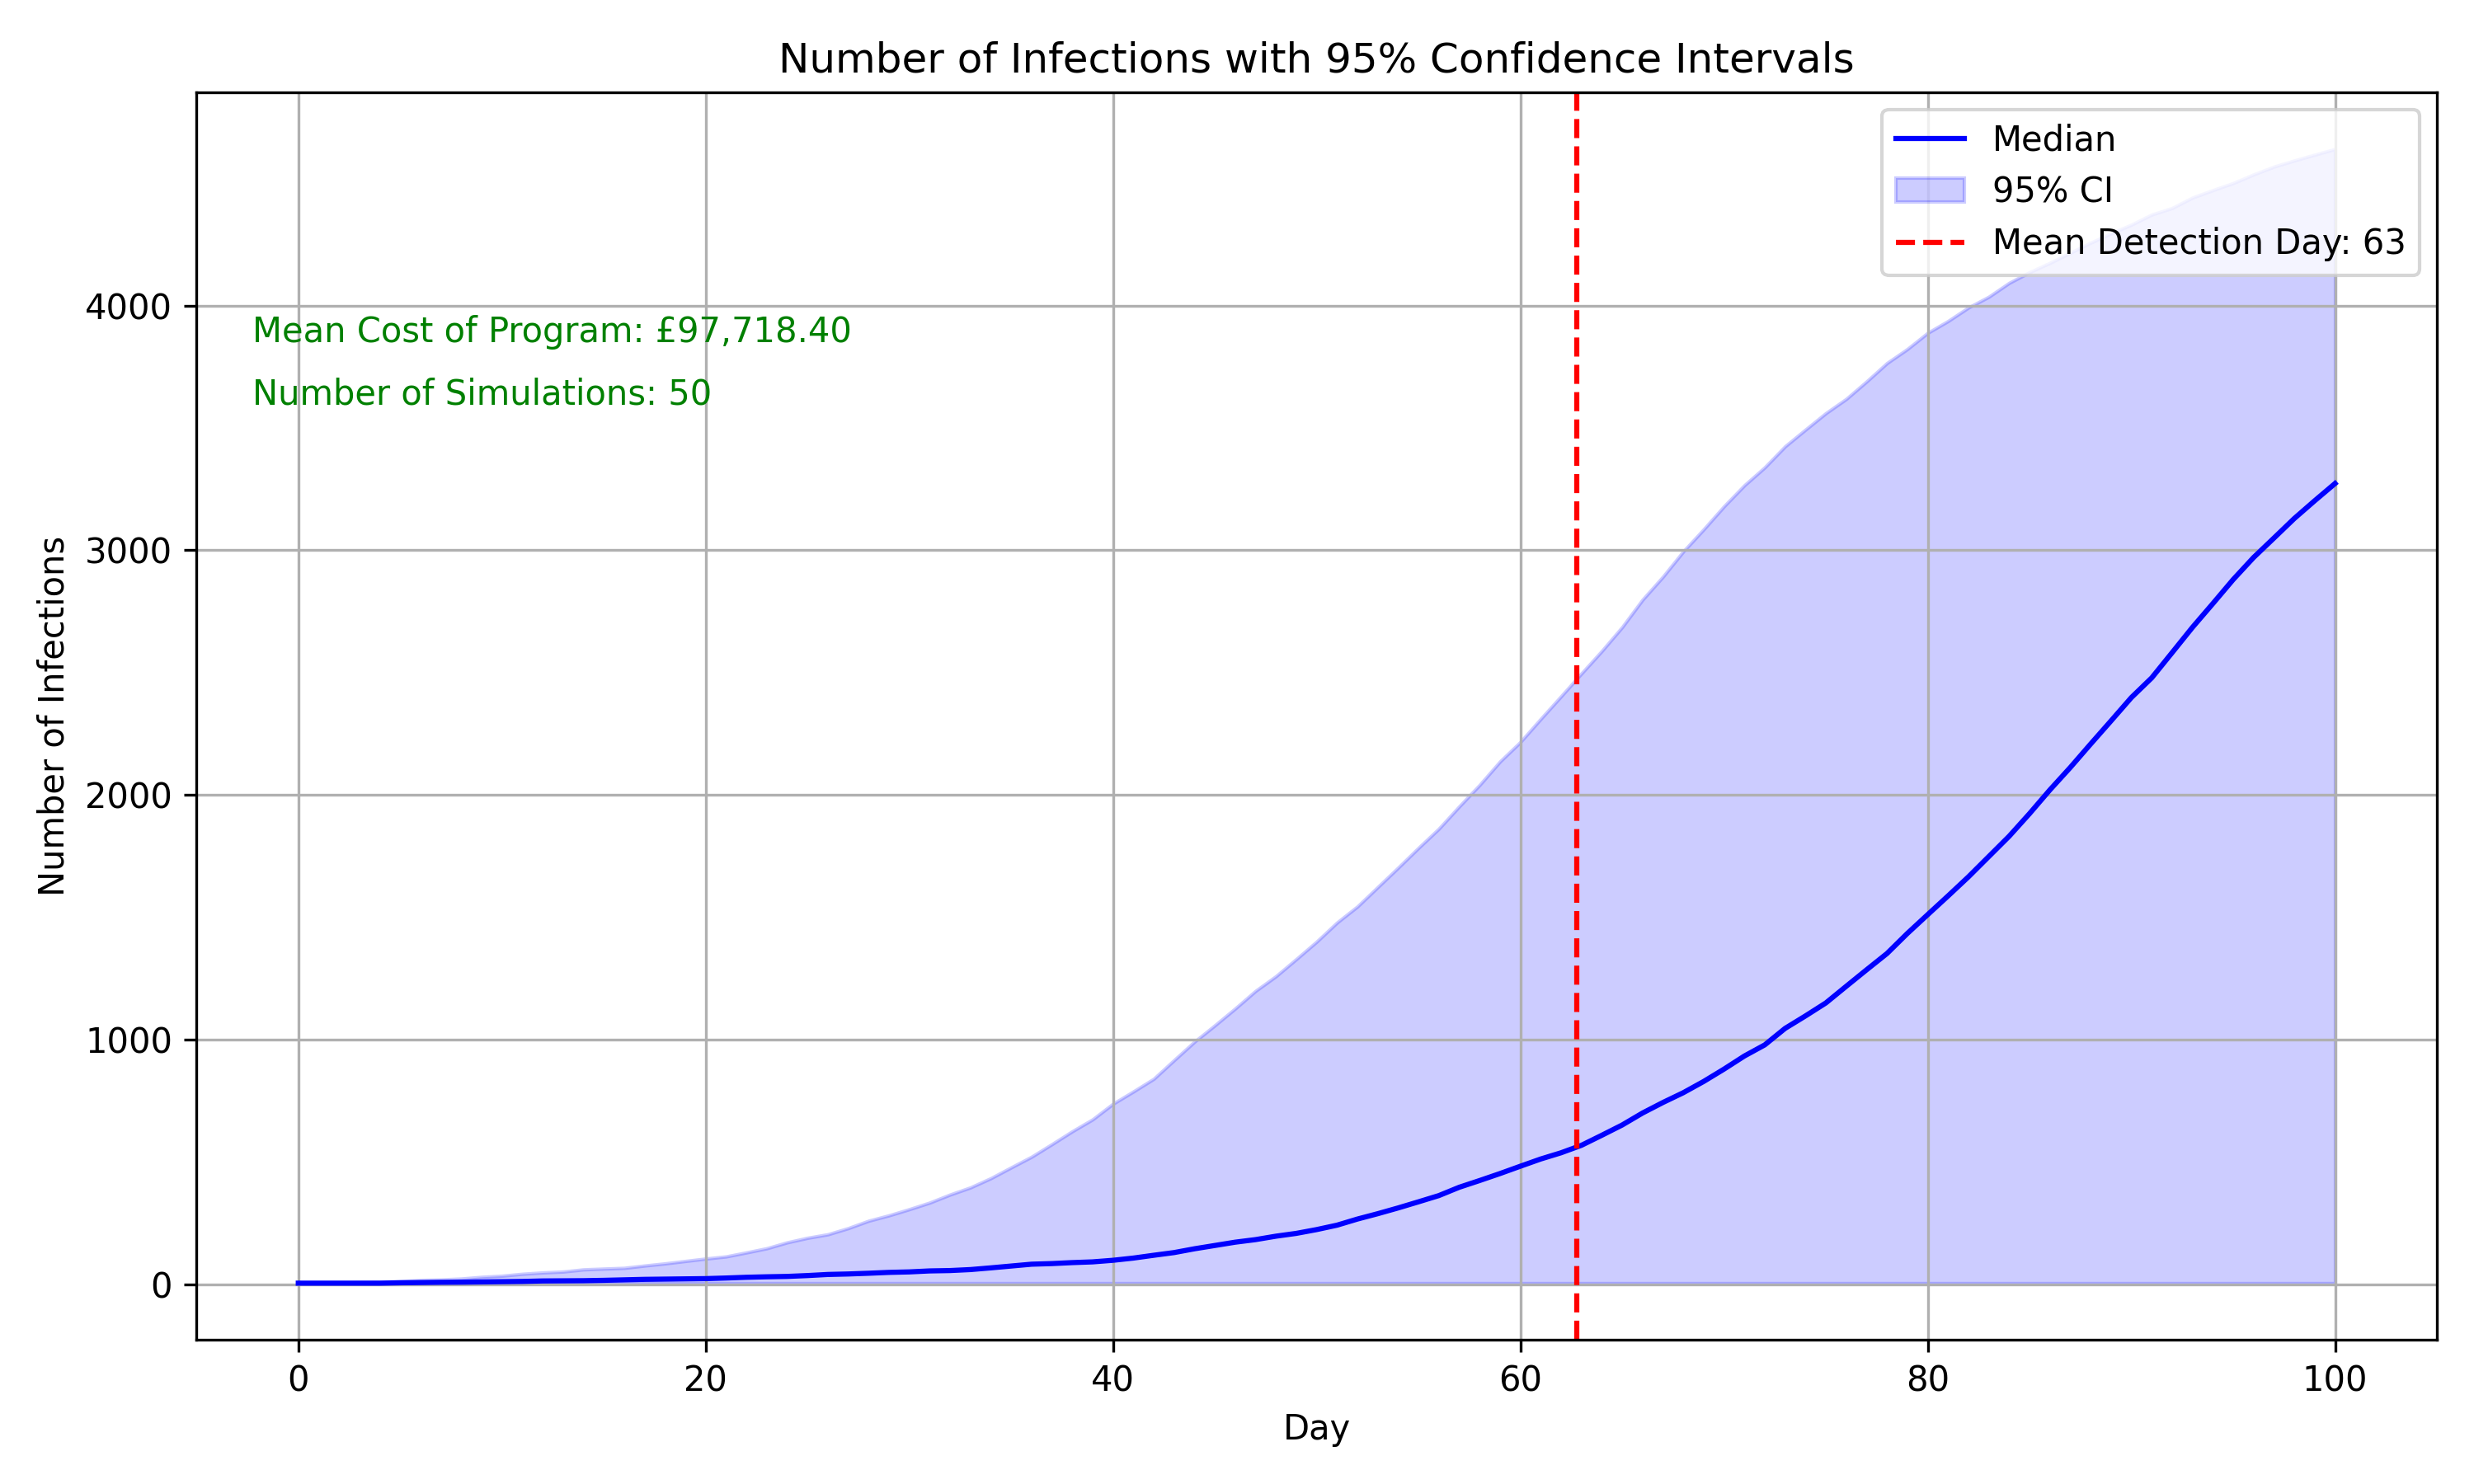 Number of Infections with 95% Confidence Intervals
Median
95% CI
Mean Detection Day: 63
Mean Cost of Program: £97,718.40
Number of Simulations: 50
Number of Infections
4000
3000
2000
1000
0
0 20 40 60 80 100
Day